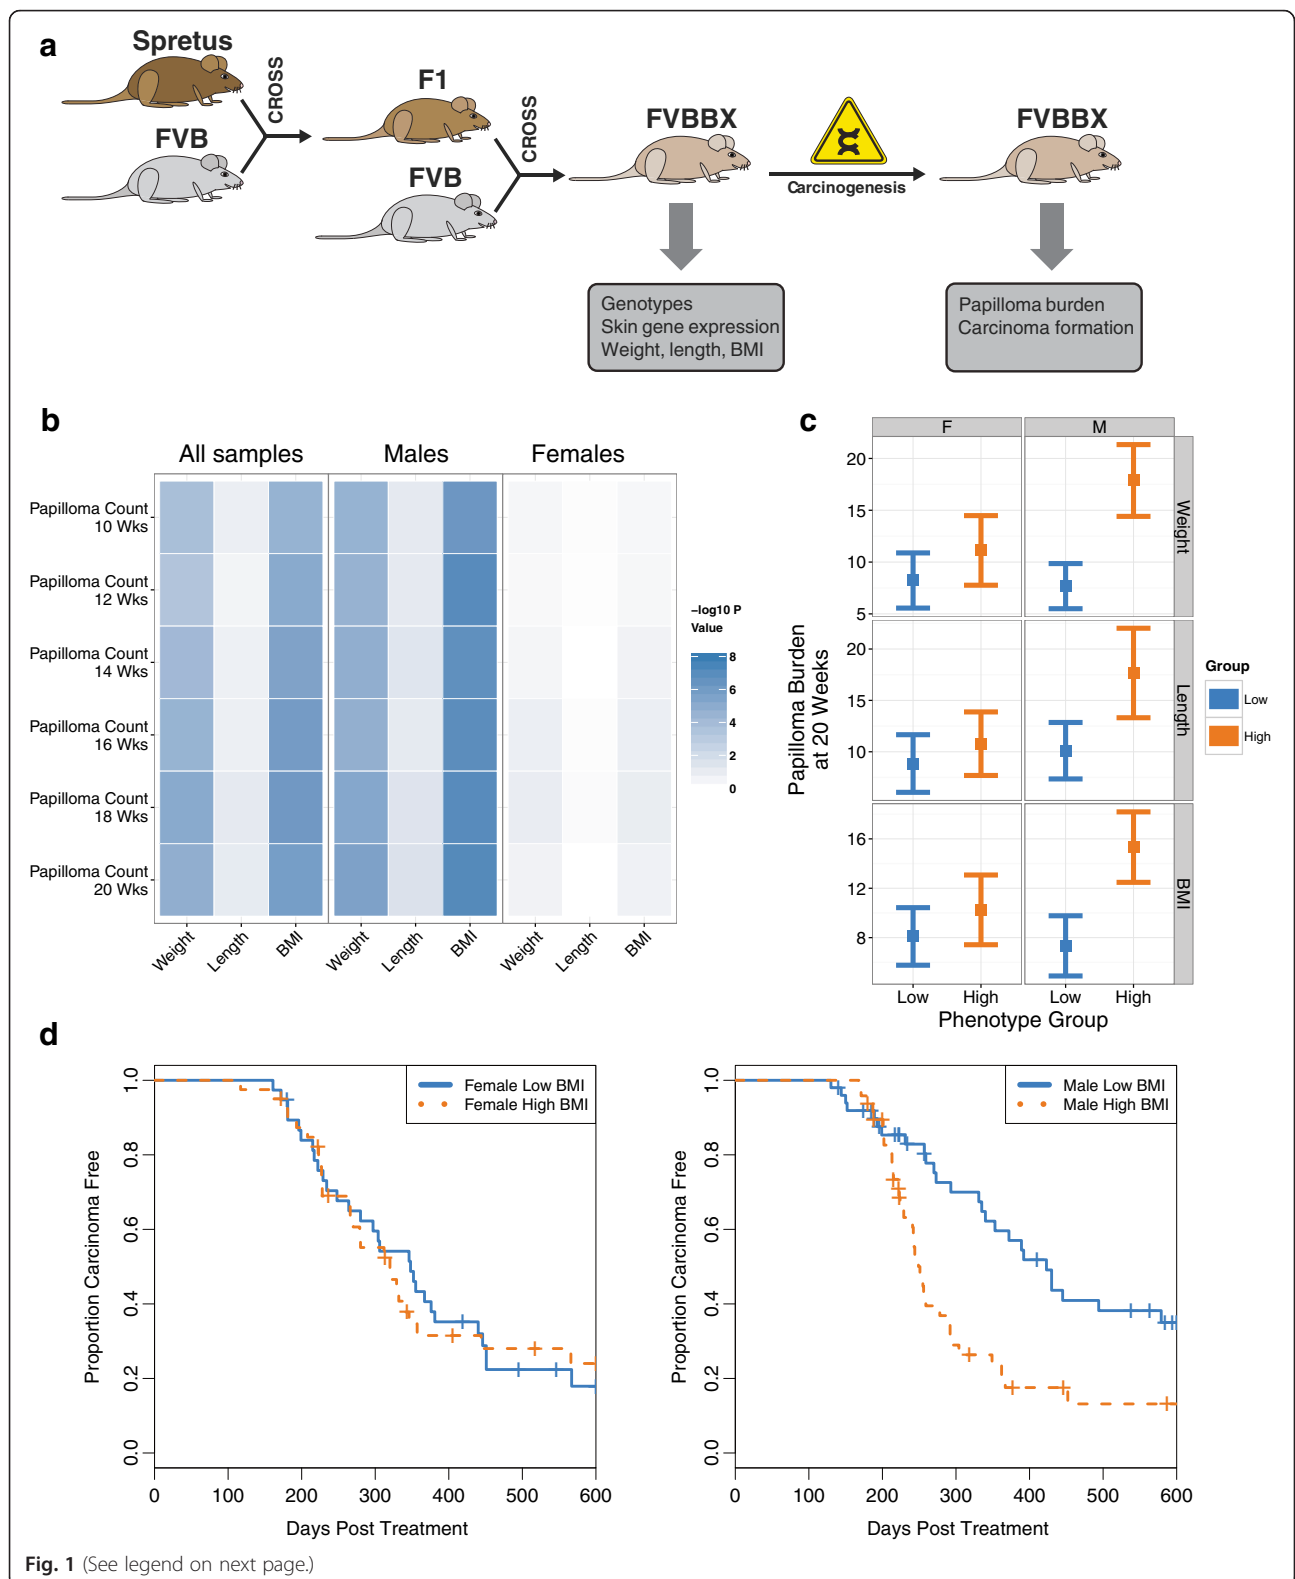 a
Spretus
FVB
CROSS
F1
FVB
CROSS
FVBBX
Carcinogenesis
FVBBX
Genotypes
Skin gene expression
Weight, length, BMI
Papilloma burden
Carcinoma formation
b
All samples
Males
Females
Papilloma Count
10 Wks
Papilloma Count
12 Wks
Papilloma Count
14 Wks
Papilloma Count
16 Wks
Papilloma Count
18 Wks
Papilloma Count
20 Wks
Weight
Length
BMI
Weight
Length
BMI
Weight
Length
BMI
−log10 P
Value
8
6
4
2
0
c
F
M
20
15
10
5
Weight
20
15
10
Length
16
12
8
BMI
Papilloma Burden
at 20 Weeks
Low
High
Low
High
Phenotype Group
Group
Low
High
d
Proportion Carcinoma Free
1.0
0.8
0.6
0.4
0.2
0.0
Female Low BMI
Female High BMI
0 100 200 300 400 500 600
Days Post Treatment
Proportion Carcinoma Free
1.0
0.8
0.6
0.4
0.2
0.0
Male Low BMI
Male High BMI
0 100 200 300 400 500 600
Days Post Treatment
Fig. 1 (See legend on next page.)